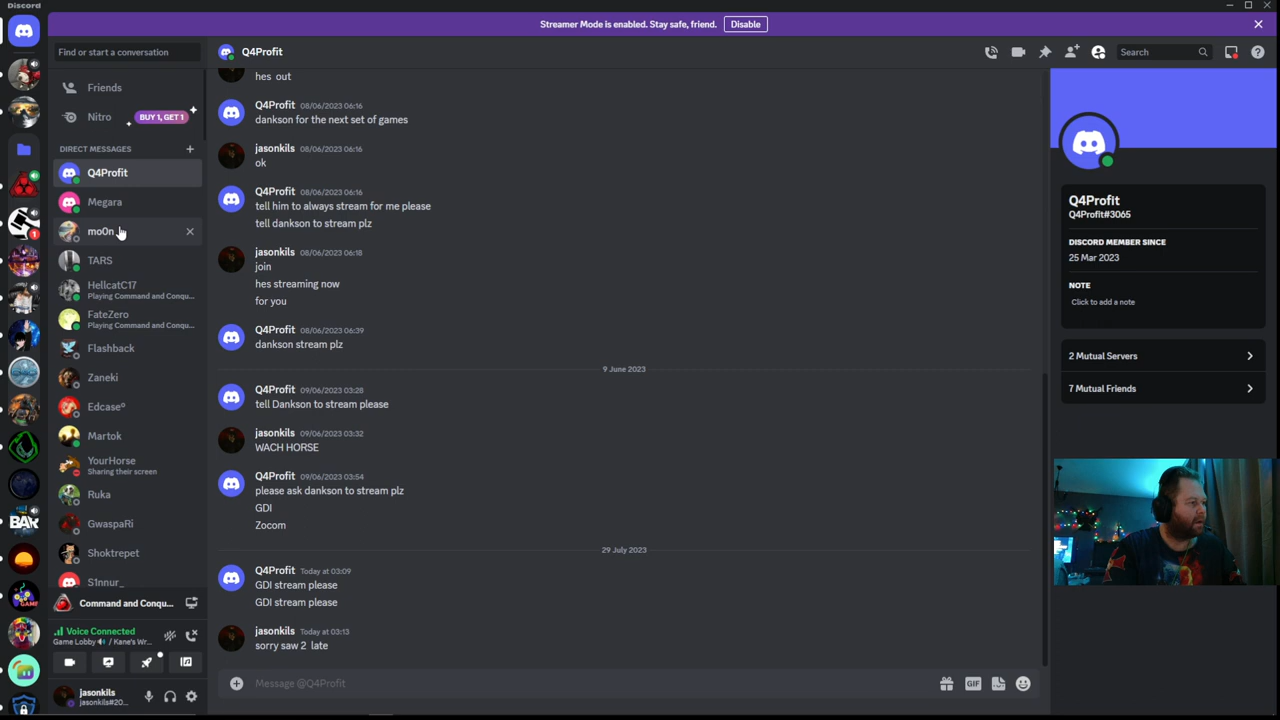 Discord
Streamer Mode is enabled. Stay safe, friend.
Disable
Find or start a conversation
Friends
Nitro
BUY 1, GET 1
DIRECT MESSAGES
Q4Profit
Megara
mo0n
TARS
HellcatC17
Playing Command and Conqu...
FateZero
Playing Command and Conqu...
Flashback
Zaneki
Edcase°
Martok
YourHorse
Sharing their screen
Ruka
GwaspaRi
Shoktrepet
S1nnur_
Command and Conqu...
Voice Connected
Game Lobby / Kane's Wr...
jasonkils
jasonkils#20...
Q4Profit
Search
hes out
Q4Profit 08/06/2023 06:16
dankson for the next set of games
jasonkils 08/06/2023 06:16
ok
Q4Profit 08/06/2023 06:16
tell him to always stream for me please
tell dankson to stream plz
jasonkils 08/06/2023 06:18
join
hes streaming now
for you
Q4Profit 08/06/2023 06:39
dankson stream plz
9 June 2023
Q4Profit 09/06/2023 03:28
tell Dankson to stream please
jasonkils 09/06/2023 03:32
WACH HORSE
Q4Profit 09/06/2023 03:54
please ask dankson to stream plz
GDI
Zocom
29 July 2023
Q4Profit Today at 03:09
GDI stream please
GDI stream please
jasonkils Today at 03:13
sorry saw 2 late
Message @Q4Profit
GIF
Q4Profit
Q4Profit#3065
DISCORD MEMBER SINCE
25 Mar 2023
NOTE
Click to add a note
2 Mutual Servers
7 Mutual Friends
1
BAR
GAME